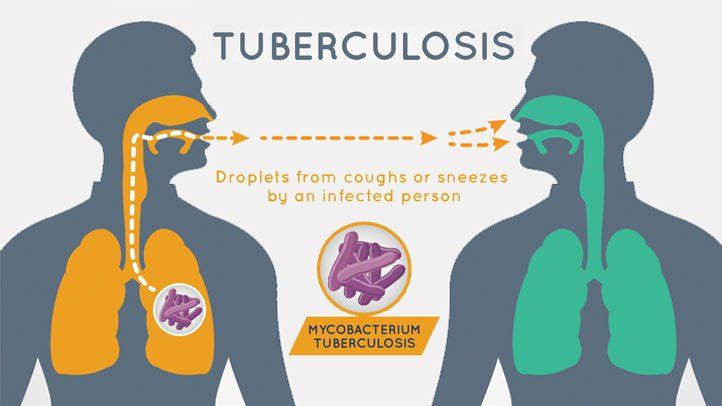 TUBERCULOSIS
Droplets from coughs or sneezes
by an infected person
MYCOBACTERIUM
TUBERCULOSIS